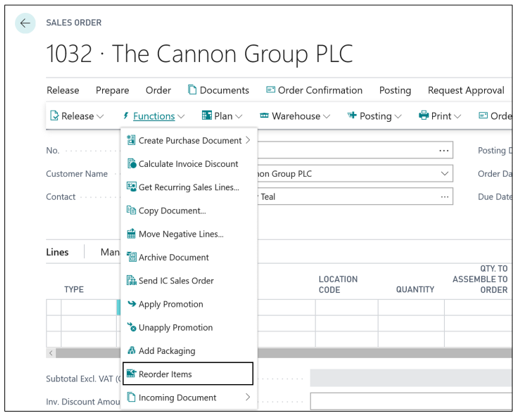 SALES ORDER
1032 · The Cannon Group PLC
Release Prepare Order Documents Order Confirmation Posting Request Approval
Release Functions Plan Warehouse Posting Print Orde
Create Purchase Document
Calculate Invoice Discount
Get Recurring Sales Lines...
Copy Document...
Move Negative Lines...
Archive Document
Send IC Sales Order
Apply Promotion
Unapply Promotion
Add Packaging
Reorder Items
Incoming Document
No. ... Posting D
Customer Name non Group PLC Order Da
Contact Teal ... Due Date
Lines Man
TYPE LOCATION CODE QUANTITY QTY. TO ASSEMBLE TO ORDER
Subtotal Excl. VAT (
Inv. Discount Amou